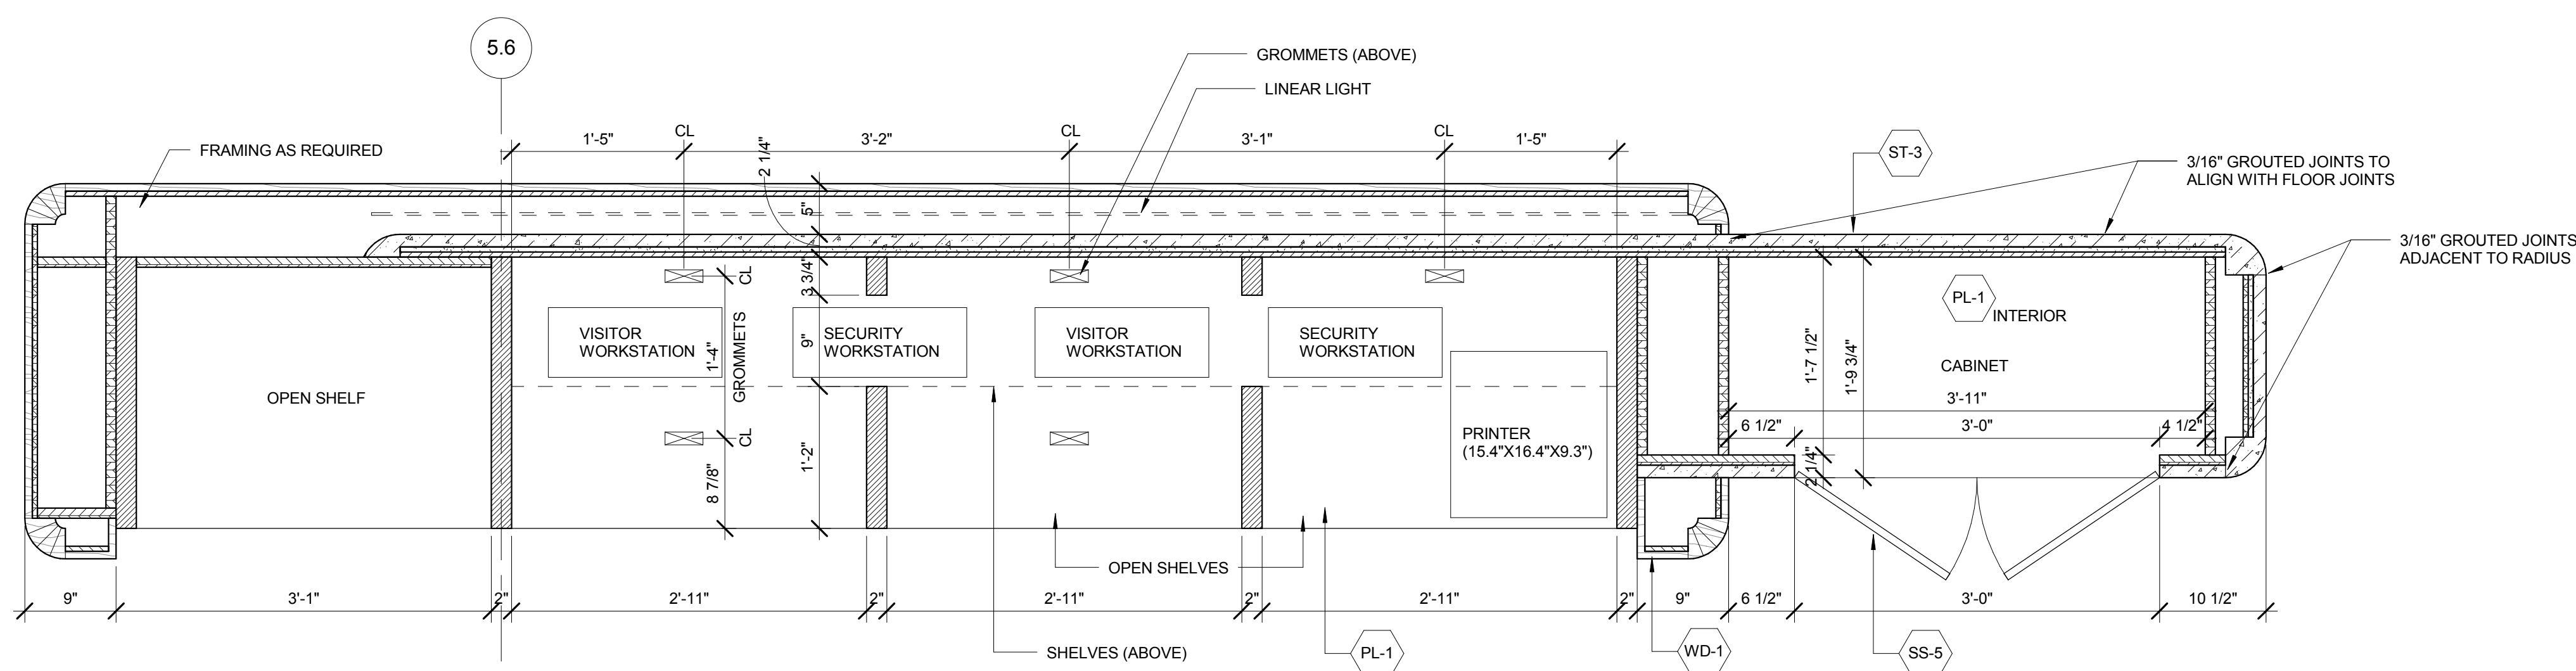 5.6
GROMMETS (ABOVE)
LINEAR LIGHT
FRAMING AS REQUIRED
1'-5"
CL
3'-2"
CL
3'-1"
CL
1'-5"
2 1/4"
5"
ST-3
3/16" GROUTED JOINTS TO
ALIGN WITH FLOOR JOINTS
3/16" GROUTED JOINTS
ADJACENT TO RADIUS
3 3/4"
CL
GROMMETS
1'-4"
9"
VISITOR
WORKSTATION
SECURITY
WORKSTATION
VISITOR
WORKSTATION
SECURITY
WORKSTATION
PL-1
INTERIOR
1'-7 1/2"
1'-9 3/4"
CABINET
OPEN SHELF
3'-11"
6 1/2"
3'-0"
4 1/2"
CL
8 7/8"
1'-2"
PRINTER
(15.4"X16.4"X9.3")
2 1/4"
OPEN SHELVES
9"
3'-1"
2"
2'-11"
2"
2'-11"
2"
2'-11"
2"
9"
6 1/2"
3'-0"
10 1/2"
SHELVES (ABOVE)
PL-1
WD-1
SS-5